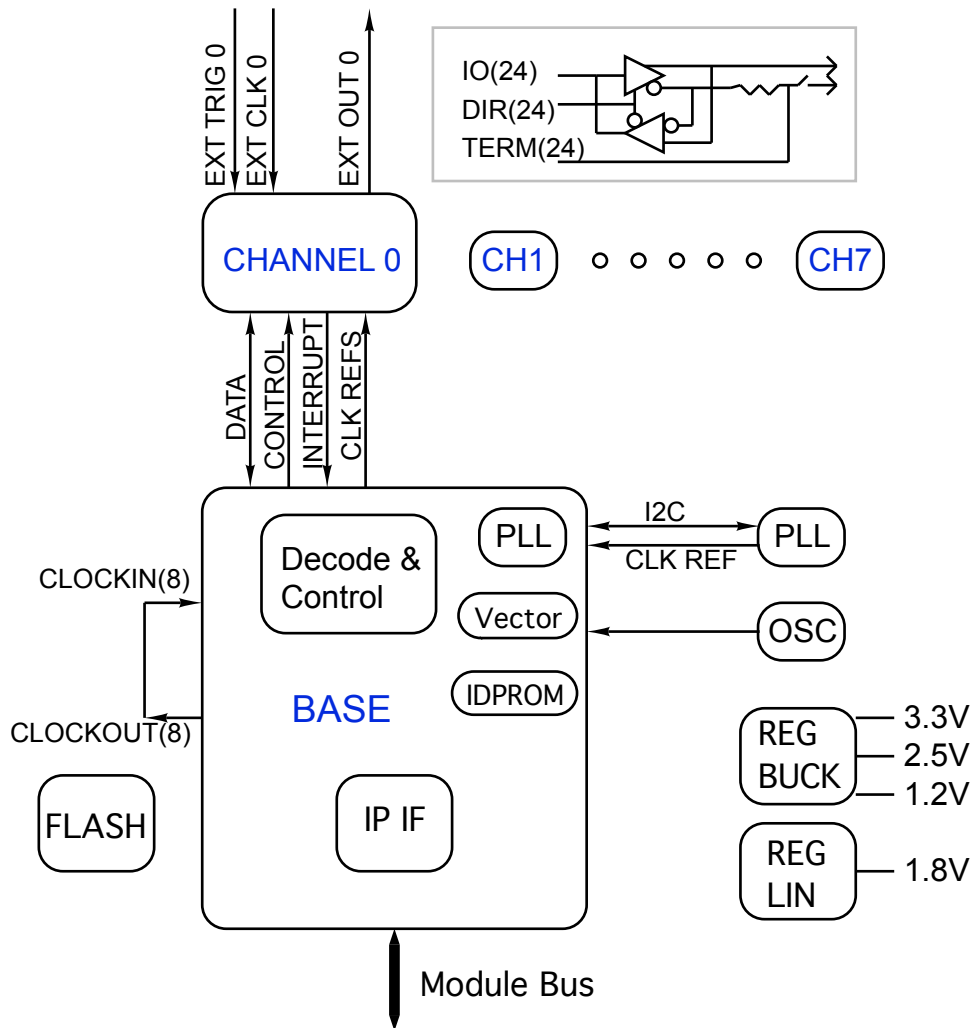 EXT TRIG 0
EXT CLK 0
EXT OUT 0
IO(24)
DIR(24)
TERM(24)
CHANNEL 0
CH1
CH7
DATA
CONTROL
INTERRUPT
CLK REFS
Decode &
Control
PLL
I2C
CLK REF
PLL
CLOCKIN(8)
Vector
OSC
IDPROM
BASE
CLOCKOUT(8)
REG
BUCK
3.3V
2.5V
1.2V
FLASH
IP IF
REG
LIN
1.8V
Module Bus